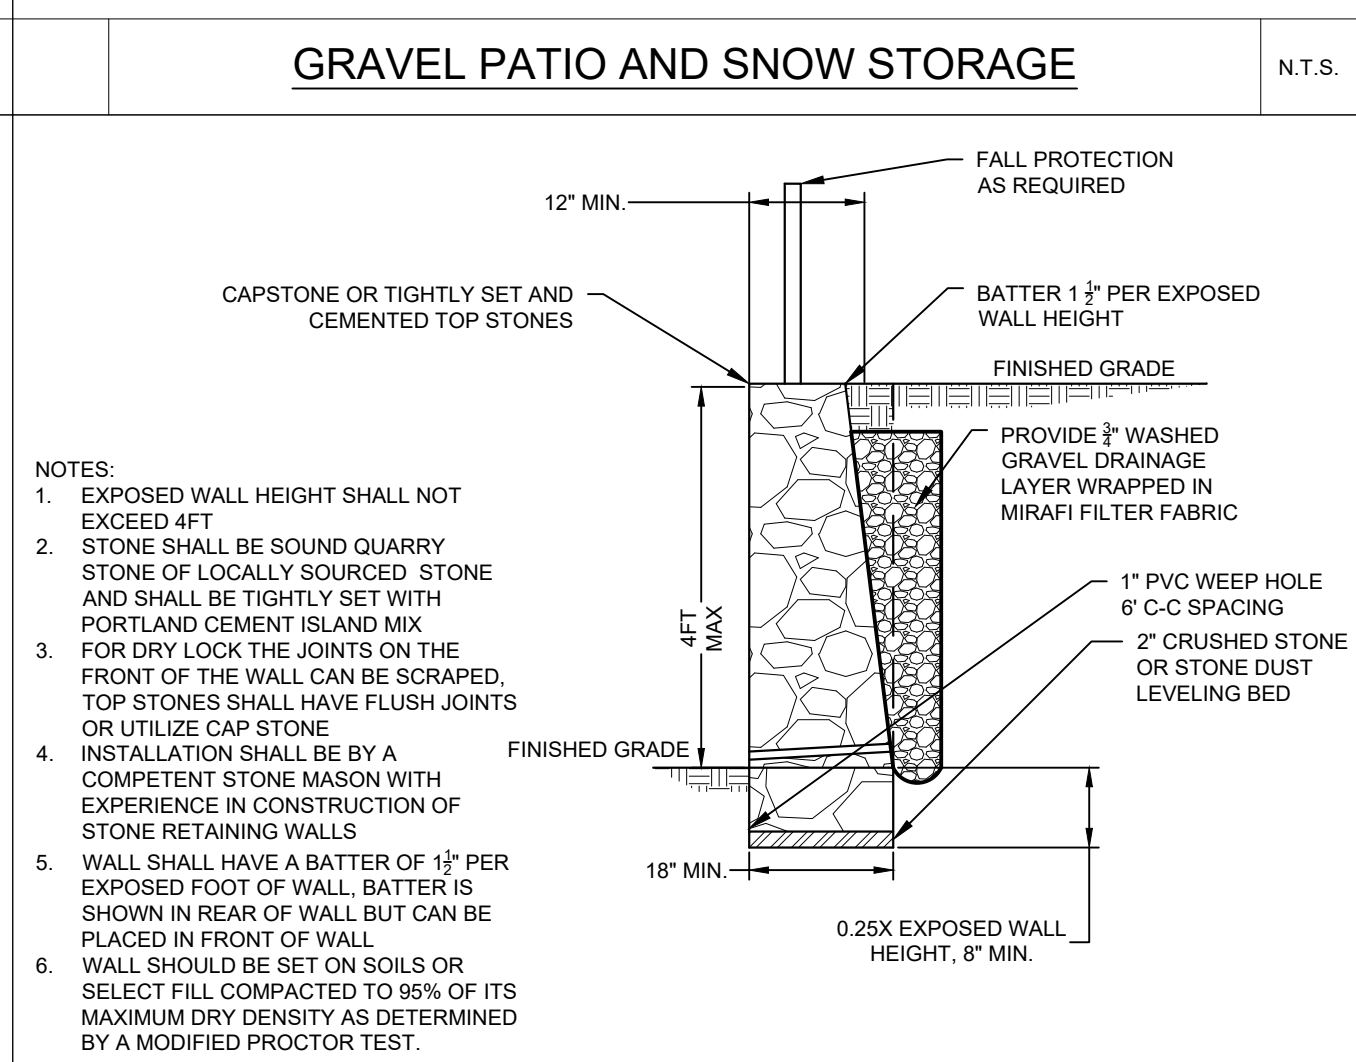 GRAVEL PATIO AND SNOW STORAGE
N.T.S.
FALL PROTECTION
AS REQUIRED
12" MIN.
CAPSTONE OR TIGHTLY SET AND
CEMENTED TOP STONES
BATTER 1 1/2" PER EXPOSED
WALL HEIGHT
FINISHED GRADE
PROVIDE 3/4" WASHED
GRAVEL DRAINAGE
LAYER WRAPPED IN
MIRAFI FILTER FABRIC
NOTES:
1. EXPOSED WALL HEIGHT SHALL NOT
EXCEED 4FT
2. STONE SHALL BE SOUND QUARRY
STONE OF LOCALLY SOURCED STONE
AND SHALL BE TIGHTLY SET WITH
PORTLAND CEMENT ISLAND MIX
3. FOR DRY LOCK THE JOINTS ON THE
FRONT OF THE WALL CAN BE SCRAPED,
TOP STONES SHALL HAVE FLUSH JOINTS
OR UTILIZE CAP STONE
4. INSTALLATION SHALL BE BY A
COMPETENT STONE MASON WITH
EXPERIENCE IN CONSTRUCTION OF
STONE RETAINING WALLS
5. WALL SHALL HAVE A BATTER OF 1 1/2" PER
EXPOSED FOOT OF WALL, BATTER IS
SHOWN IN REAR OF WALL BUT CAN BE
PLACED IN FRONT OF WALL
6. WALL SHOULD BE SET ON SOILS OR
SELECT FILL COMPACTED TO 95% OF ITS
MAXIMUM DRY DENSITY AS DETERMINED
BY A MODIFIED PROCTOR TEST.
4FT
MAX
1" PVC WEEP HOLE
6' C-C SPACING
2" CRUSHED STONE
OR STONE DUST
LEVELING BED
FINISHED GRADE
18" MIN.
0.25X EXPOSED WALL
HEIGHT, 8" MIN.